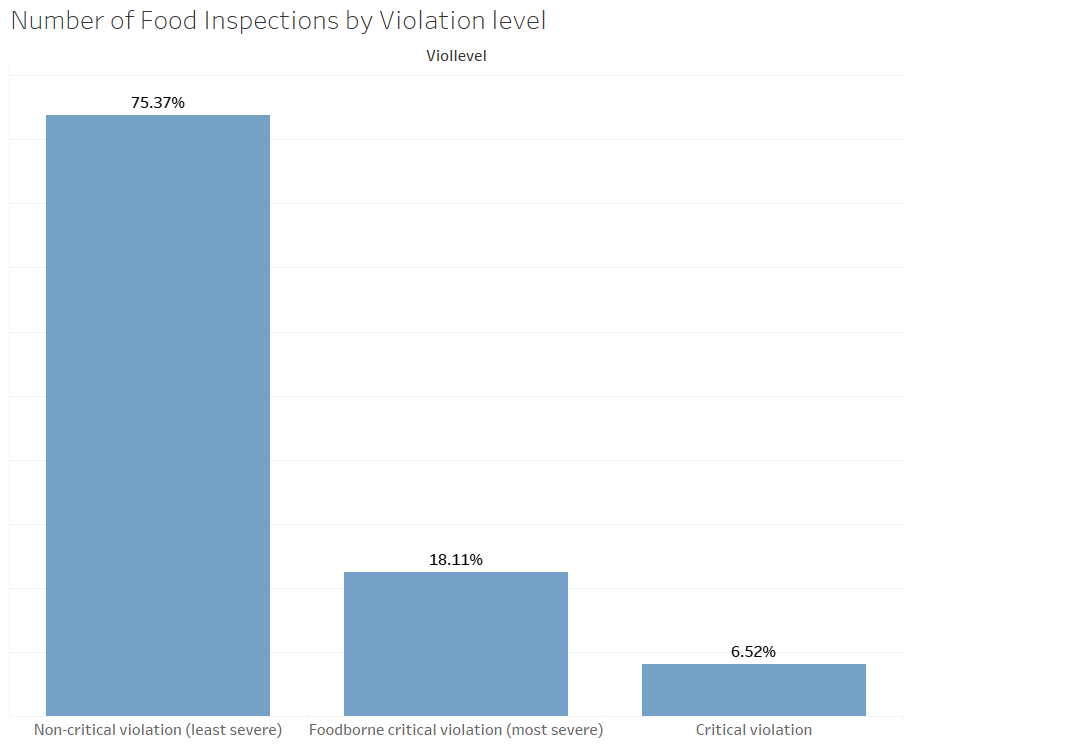 Number of Food Inspections by Violation level
Viollevel
75.37%
18.11%
6.52%
Non-critical violation (least severe)
Foodborne critical violation (most severe)
Critical violation